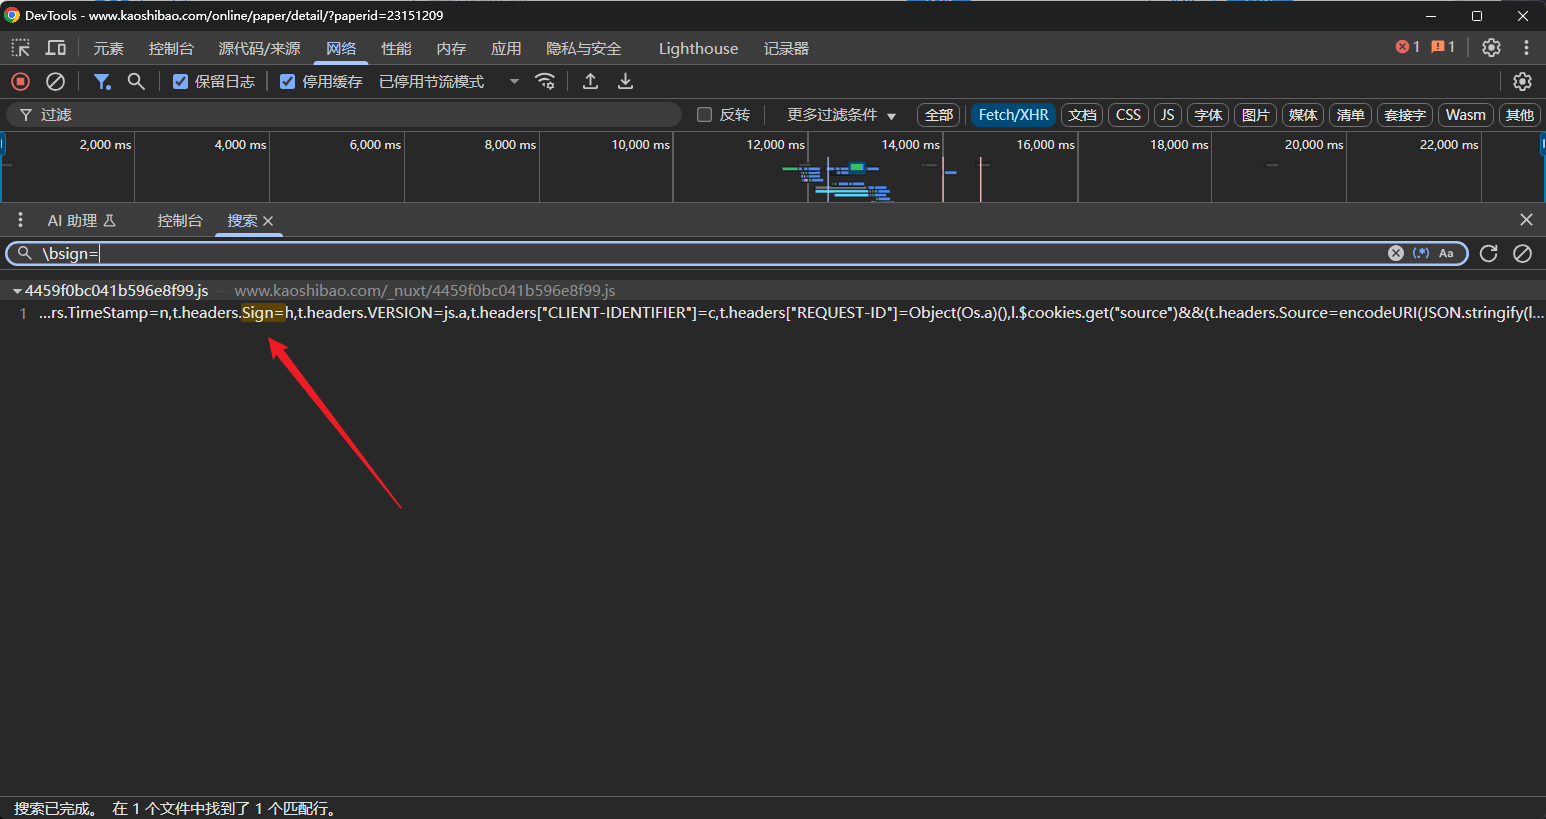 DevTools - www.kaoshibao.com/online/paper/detail/?paperid=23151209
元素 控制台 源代码/来源 网络 性能 内存 应用 隐私与安全 Lighthouse 记录器 1 1
保留日志 停用缓存 已停用节流模式
过滤 反转 更多过滤条件 全部 Fetch/XHR 文档 CSS JS 字体 图片 媒体 清单 套接字 Wasm 其他
2,000 ms 4,000 ms 6,000 ms 8,000 ms 10,000 ms 12,000 ms 14,000 ms 16,000 ms 18,000 ms 20,000 ms 22,000 ms
AI 助理 控制台 搜索
\bsign= (.*) Aa
4459f0bc041b596e8f99.js — www.kaoshibao.com/_nuxt/4459f0bc041b596e8f99.js
1 ...rs.TimeStamp=n,t.headers.Sign=h,t.headers.VERSION=js.a,t.headers["CLIENT-IDENTIFIER"]=c,t.headers["REQUEST-ID"]=Object(Os.a)(),l.$cookies.get("source")&&(t.headers.Source=encodeURI(JSON.stringify(l...
搜索已完成。 在 1 个文件中找到了 1 个匹配行。